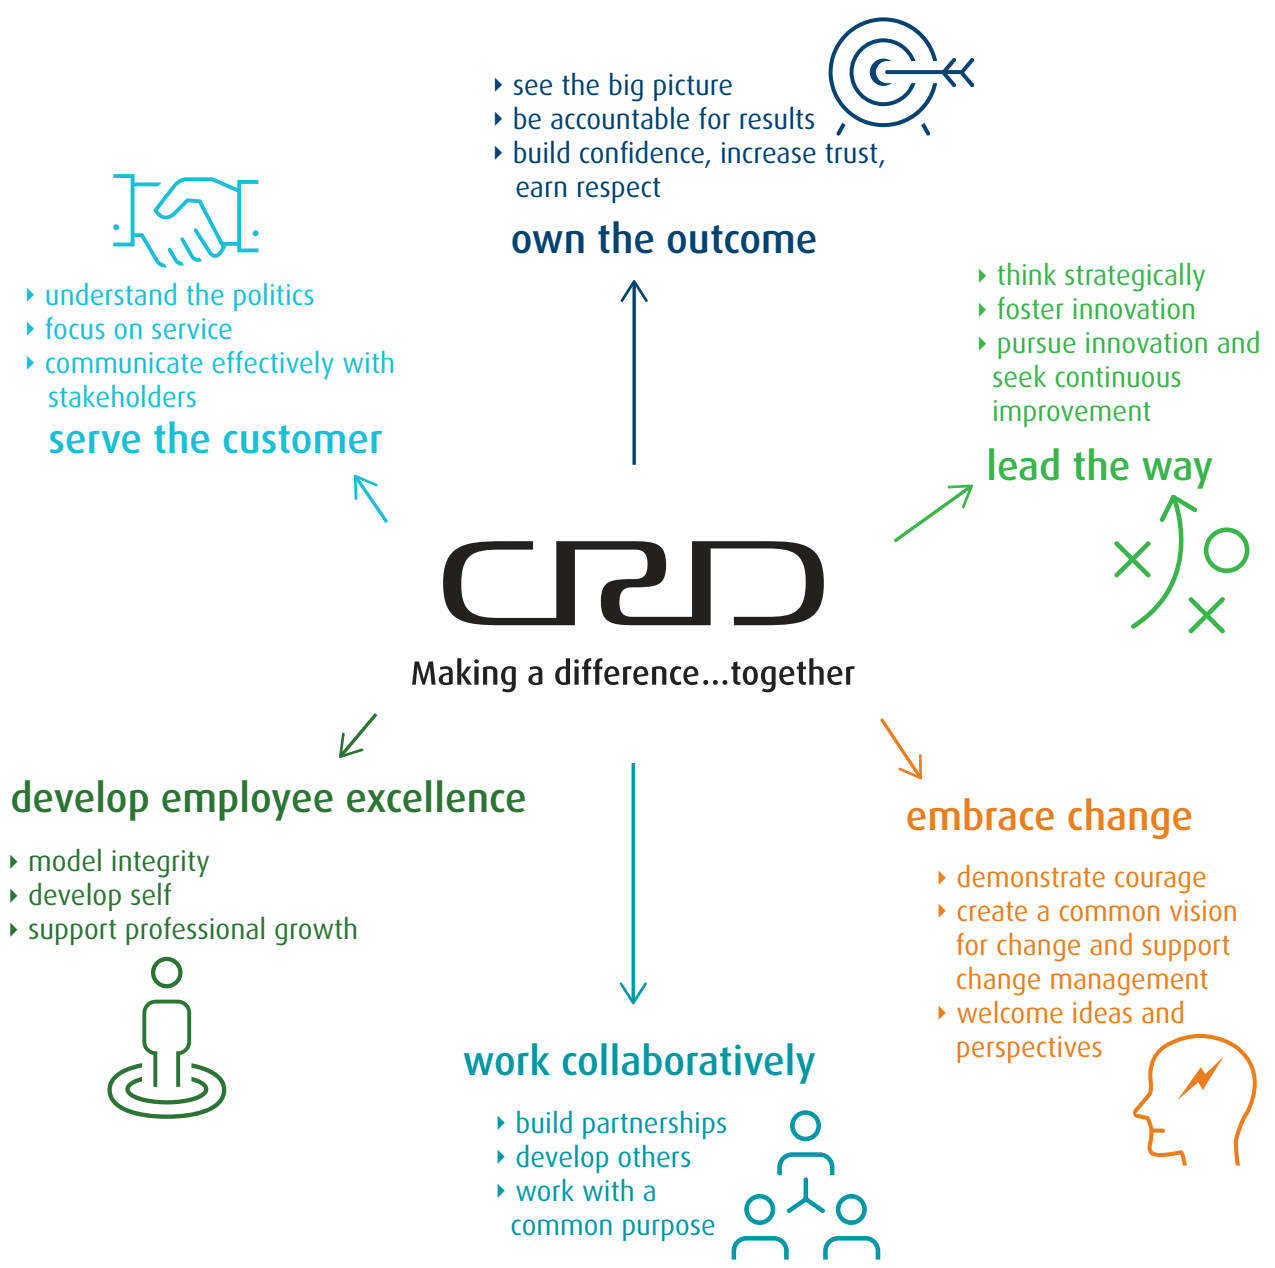 ▸ see the big picture
▸ be accountable for results
▸ build confidence, increase trust,
earn respect
own the outcome
▸ understand the politics
▸ focus on service
▸ communicate effectively with
stakeholders
serve the customer
▸ think strategically
▸ foster innovation
▸ pursue innovation and
seek continuous
improvement
lead the way
CRD
Making a difference...together
develop employee excellence
▸ model integrity
▸ develop self
▸ support professional growth
embrace change
▸ demonstrate courage
▸ create a common vision
for change and support
change management
▸ welcome ideas and
perspectives
work collaboratively
▸ build partnerships
▸ develop others
▸ work with a
common purpose